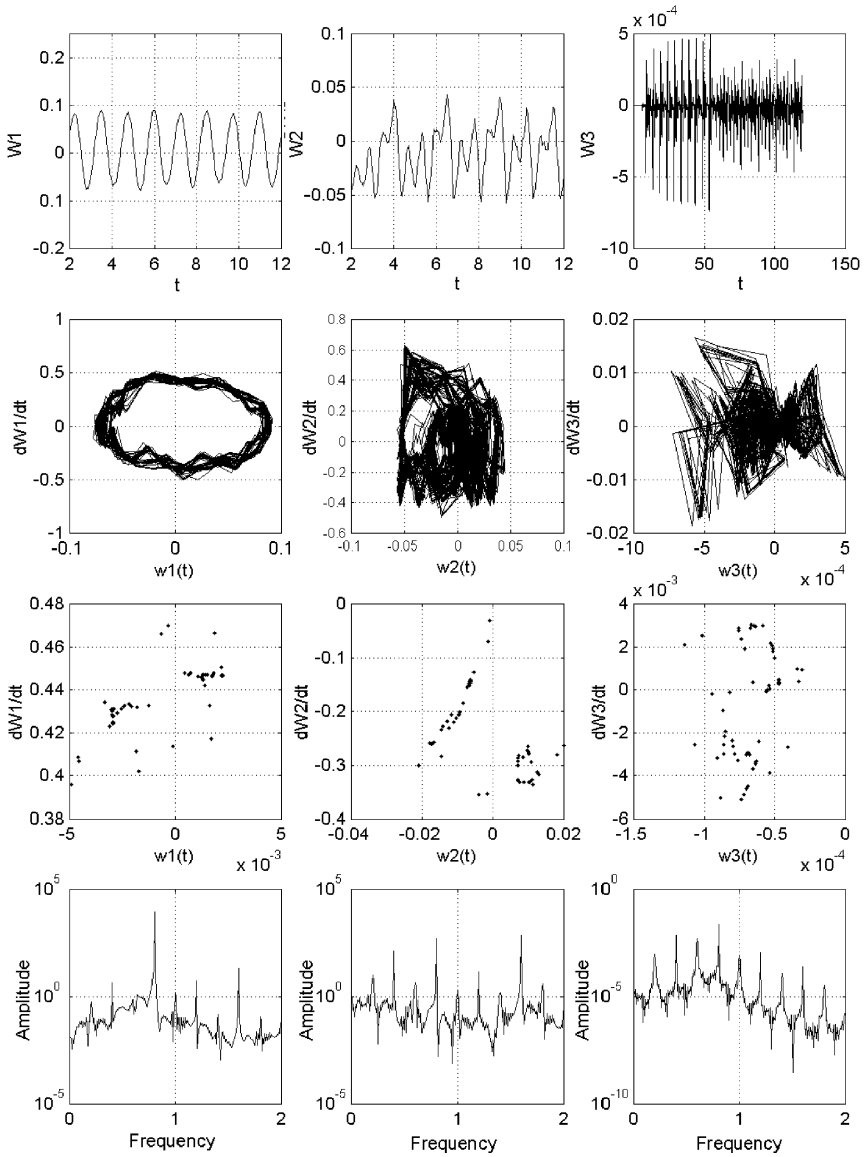 x 10^-4
0.2
0.1
0
0.1
-0.2
W1
2 4 6 8 10 12
t
0.1
0.05
0
-0.05
-0.1
W2
2 4 6 8 10 12
t
5
0
-5
-10
W3
0 50 100 150
t
1
0.5
0
-0.5
-1
dW1/dt
-0.1 0 0.1
w1(t)
0.8
0.6
0.4
0.2
0
-0.2
-0.4
-0.6
dW2/dt
-0.1 -0.05 0 0.05 0.1
w2(t)
0.02
0.01
0
-0.01
0.02
dW3/dt
-10 -5 0 5
w3(t)
x 10^-4
0.48
0.46
0.44
0.42
0.4
0.38
dW1/dt
-5 0 5
w1(t)
x 10^-3
0
-0.1
-0.2
-0.3
-0.4
dW2/dt
-0.04 -0.02 0 0.02
w2(t)
x 10^-3
4
2
0
-2
-4
-6
dW3/dt
-1.5 -1 -0.5 0
w3(t)
x 10^-4
10^5
10^0
10^-5
Amplitude
0 1 2
Frequency
10^5
10^0
10^-5
Amplitude
0 1 2
Frequency
10^0
10^-5
10^-10
Amplitude
0 1 2
Frequency